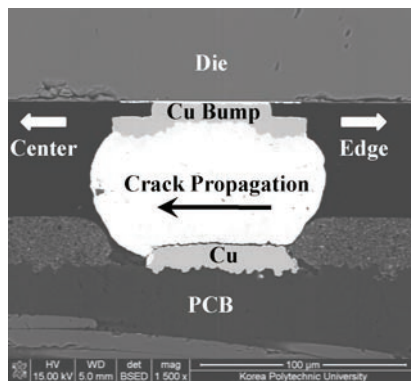 Die
Cu Bump
Center
Edge
Crack Propagation
Cu
PCB
HV WD det mag
15.00 kV 5.0 mm BSED 1 500 x
100 µm
Korea Polytechnic University